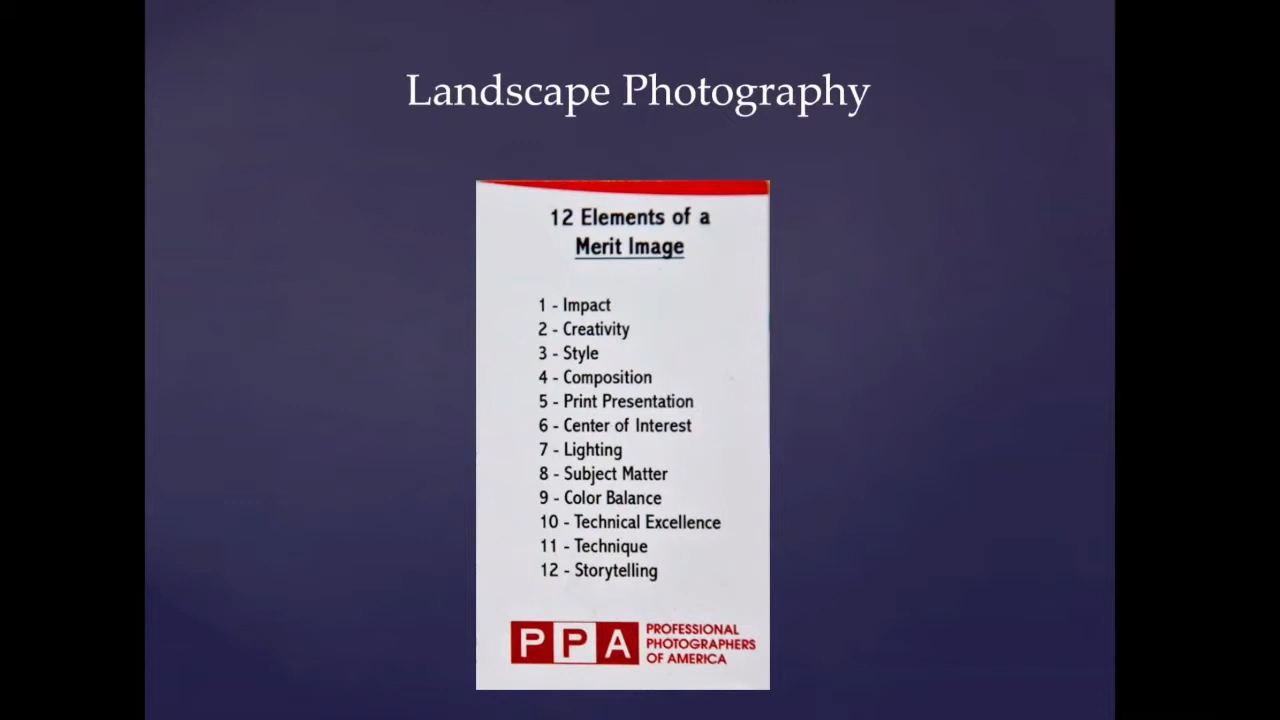 Landscape Photography
12 Elements of a
Merit Image
1 - Impact
2 - Creativity
3 - Style
4 - Composition
5 - Print Presentation
6 - Center of Interest
7 - Lighting
8 - Subject Matter
9 - Color Balance
10 - Technical Excellence
11 - Technique
12 - Storytelling
PPA
PROFESSIONAL
PHOTOGRAPHERS
OF AMERICA